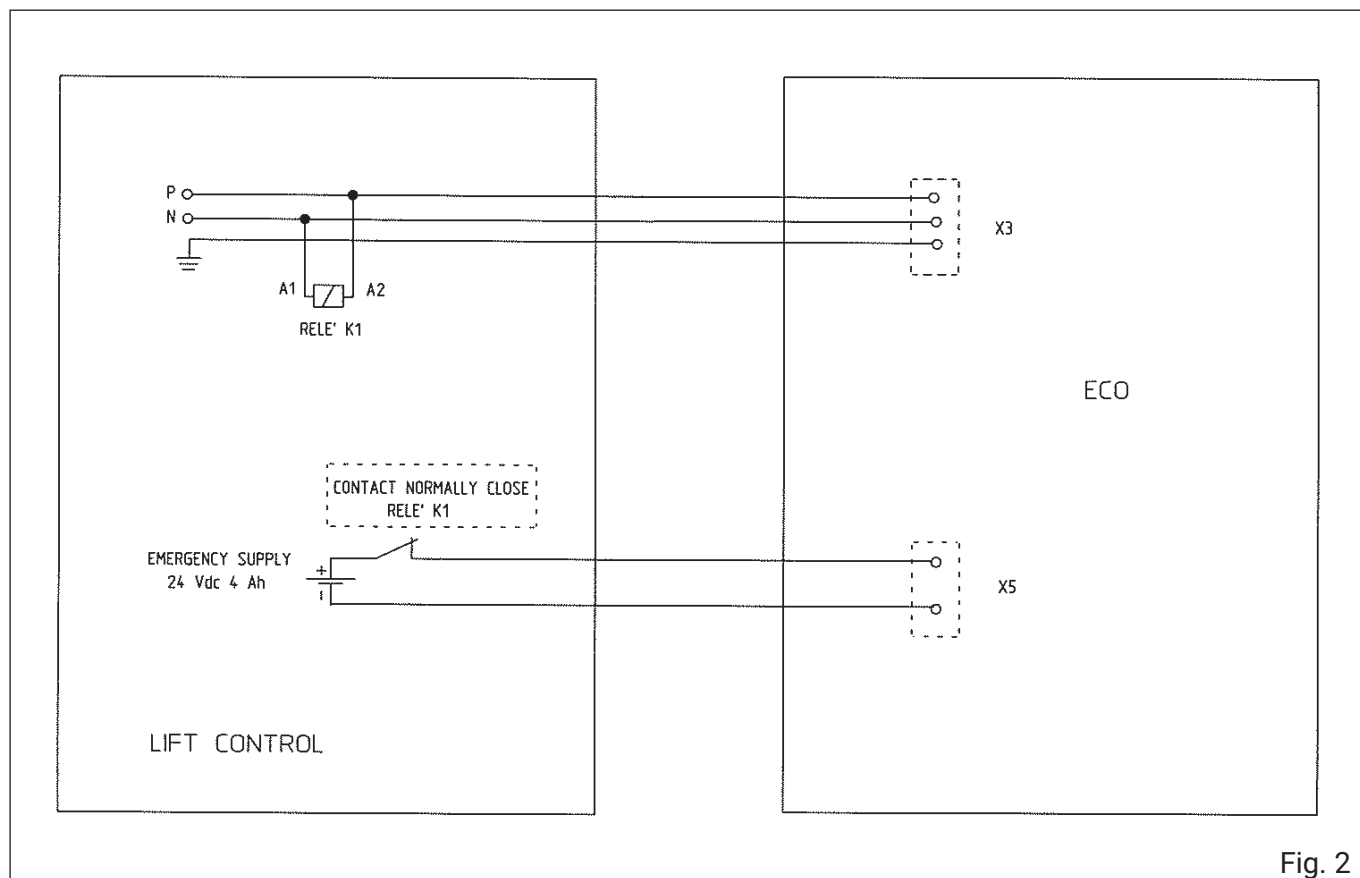 P
N
X3
A1
A2
RELE' K1
ECO
CONTACT NORMALLY CLOSE
RELE' K1
EMERGENCY SUPPLY
24 Vdc 4 Ah
+
-
X5
LIFT CONTROL
Fig. 2